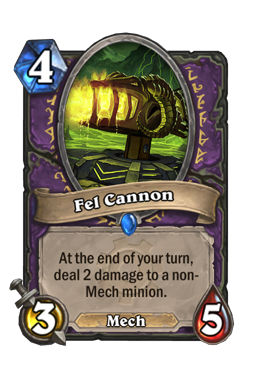 4
Fel Cannon
At the end of your turn,
deal 2 damage to a non-
Mech minion.
3
Mech
5